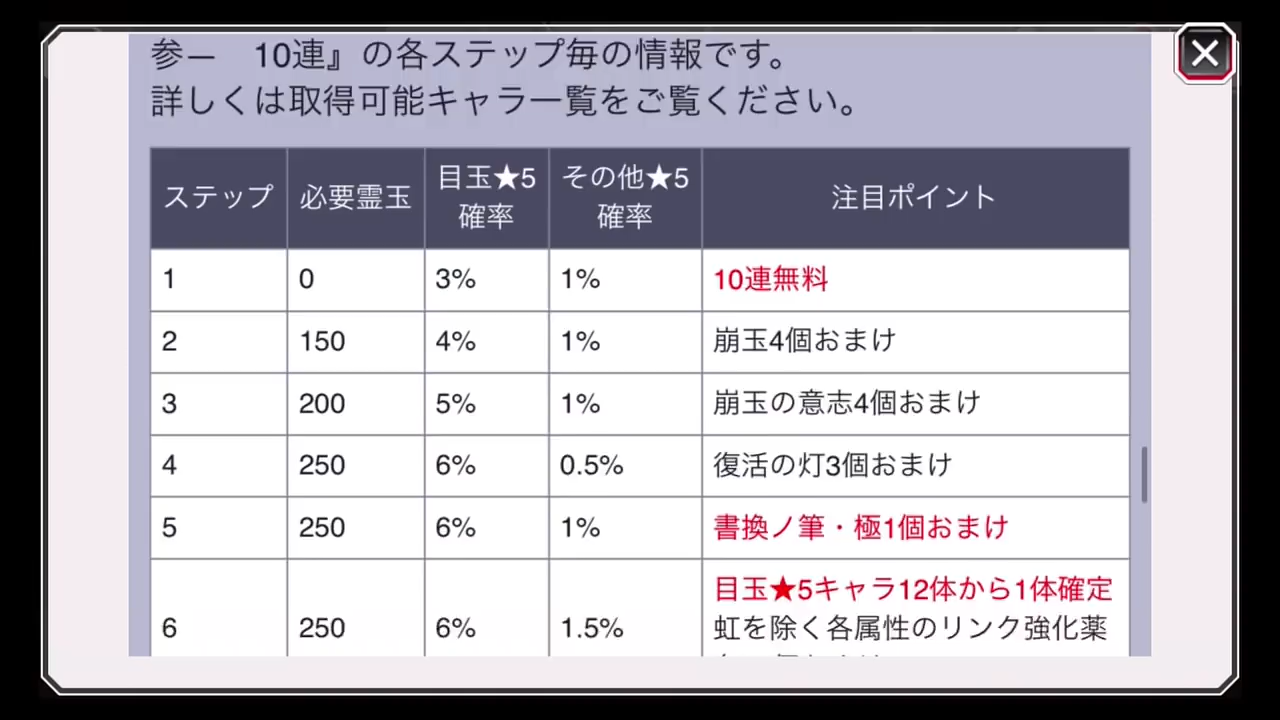 参ー　10連』の各ステップ毎の情報です。
詳しくは取得可能キャラ一覧をご覧ください。
ステップ 必要霊玉 目玉★5確率 その他★5確率 注目ポイント
1 0 3% 1% 10連無料
2 150 4% 1% 崩玉4個おまけ
3 200 5% 1% 崩玉の意志4個おまけ
4 250 6% 0.5% 復活の灯3個おまけ
5 250 6% 1% 書換ノ筆・極1個おまけ
6 250 6% 1.5% 目玉★5キャラ12体から1体確定
虹を除く各属性のリンク強化薬